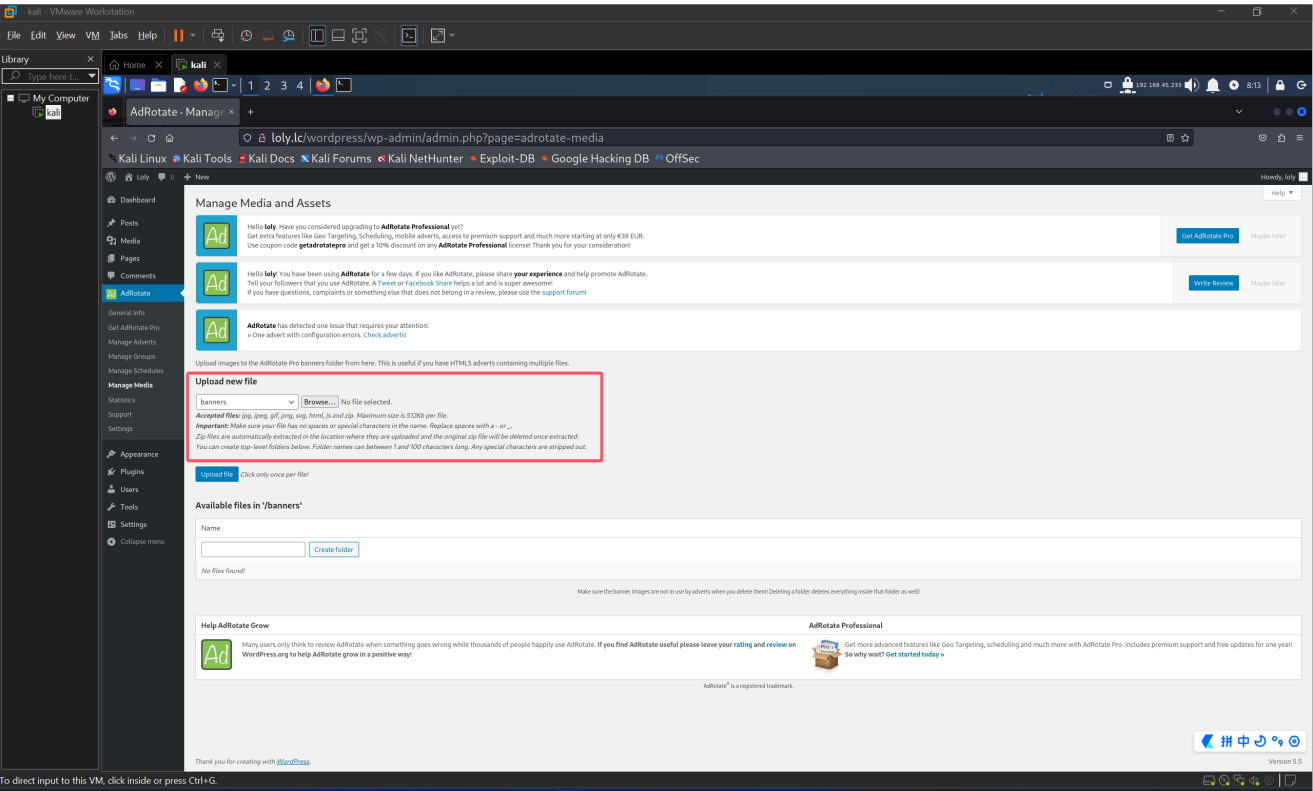 kali - VMware Workstation
File Edit View VM Tabs Help
Library
Home
kali
Type here t...
My Computer
kali
1 2 3 4
192.168.45.233
8:13
AdRotate · Manage
loly.lc/wordpress/wp-admin/admin.php?page=adrotate-media
Kali Linux Kali Tools Kali Docs Kali Forums Kali NetHunter Exploit-DB Google Hacking DB OffSec
Loly 0 + New
Howdy, loly
Help
Dashboard
Posts
Media
Pages
Comments
AdRotate
General Info
Get AdRotate Pro
Manage Adverts
Manage Groups
Manage Schedules
Manage Media
Statistics
Support
Settings
Appearance
Plugins
Users
Tools
Settings
Collapse menu
Manage Media and Assets
Ad
Hello loly. Have you considered upgrading to AdRotate Professional yet?
Get extra features like Geo Targeting, Scheduling, mobile adverts, access to premium support and much more starting at only €39 EUR.
Use coupon code getadrotatepro and get a 10% discount on any AdRotate Professional license! Thank you for your consideration!
Get AdRotate Pro
Maybe later
Ad
Hello loly! You have been using AdRotate for a few days. If you like AdRotate, please share your experience and help promote AdRotate.
Tell your followers that you use AdRotate. A Tweet or Facebook Share helps a lot and is super awesome!
If you have questions, complaints or something else that does not belong in a review, please use the support forum!
Write Review
Maybe later
Ad
AdRotate has detected one issue that requires your attention:
» One advert with configuration errors. Check adverts!
Upload images to the AdRotate Pro banners folder from here. This is useful if you have HTML5 adverts containing multiple files.
Upload new file
banners
Browse... No file selected.
Accepted files: jpg, jpeg, gif, png, svg, html, js and zip. Maximum size is 512Kb per file.
Important: Make sure your file has no spaces or special characters in the name. Replace spaces with a - or _.
Zip files are automatically extracted in the location where they are uploaded and the original zip file will be deleted once extracted.
You can create top-level folders below. Folder names can between 1 and 100 characters long. Any special characters are stripped out.
Upload file Click only once per file!
Available files in '/banners'
Name
Create folder
No files found!
Make sure the banner images are not in use by adverts when you delete them! Deleting a folder deletes everything inside that folder as well!
Help AdRotate Grow
Ad
Many users only think to review AdRotate when something goes wrong while thousands of people happily use AdRotate. If you find AdRotate useful please leave your rating and review on
WordPress.org to help AdRotate grow in a positive way!
AdRotate Professional
Get more advanced features like Geo Targeting, scheduling and much more with AdRotate Pro. Includes premium support and free updates for one year!
So why wait? Get started today »
AdRotate® is a registered trademark.
拼 中
Thank you for creating with WordPress.
Version 5.5
To direct input to this VM, click inside or press Ctrl+G.